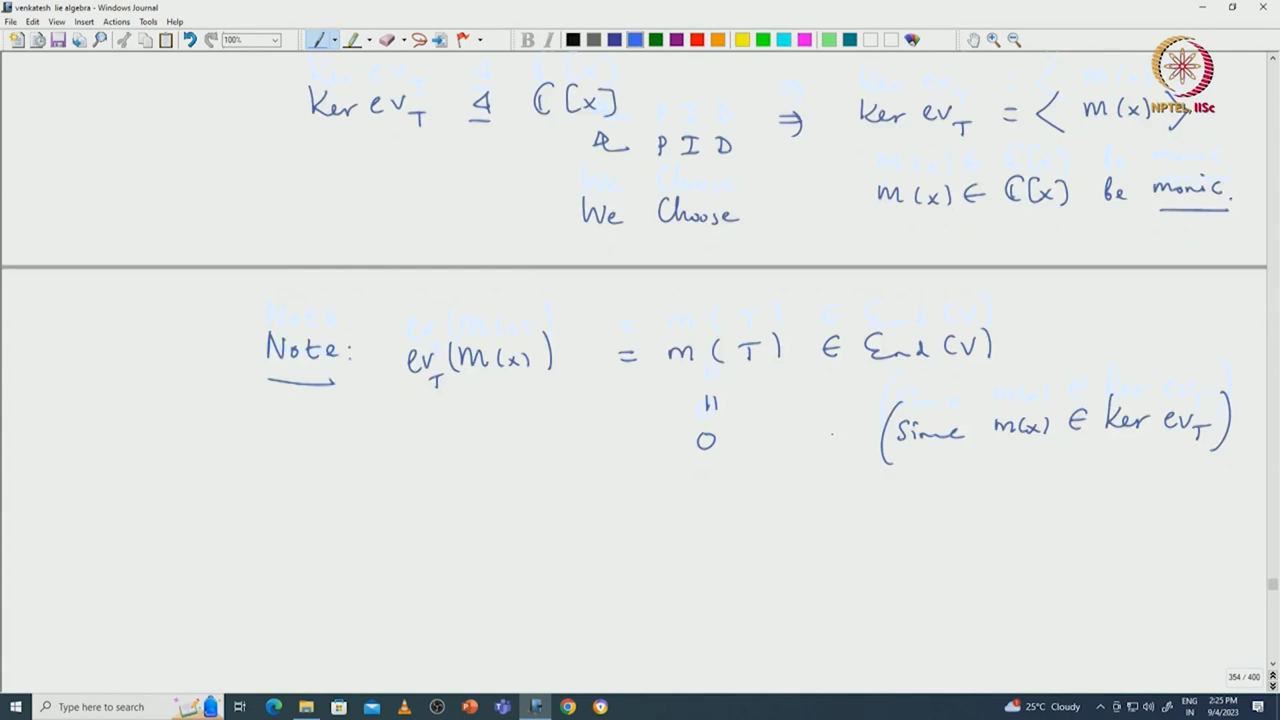 venkatesh lie algebra - Windows Journal
File Edit View Insert Actions Tools Help
100%
B I
NPTEL, IISc
Ker ev_T ⊴ ℂ[x] ⇒ Ker ev_T = < m(x) >
PID
We Choose m(x) ∈ ℂ[x] be monic.
Note: ev_T(m(x)) = m(T) ∈ End(V)
॥
0 (Since m(x) ∈ Ker ev_T)
354 / 400
Type here to search
25°C Cloudy
ENG
IN
2:25 PM
9/4/2023